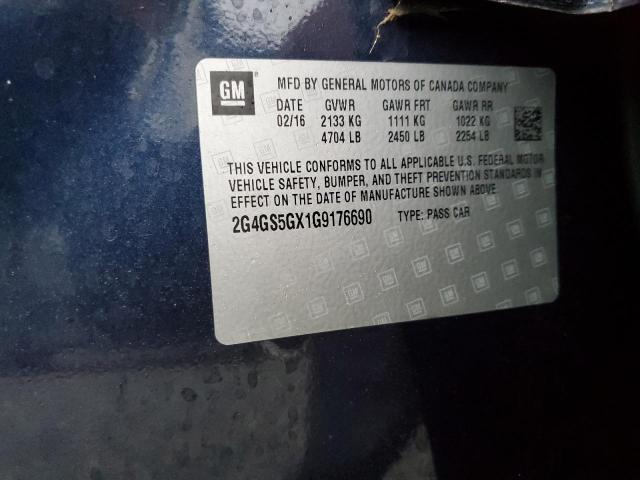 GM
MFD BY GENERAL MOTORS OF CANADA COMPANY
DATE GVWR GAWR FRT GAWR RR
02/16 2133 KG 1111 KG 1022 KG
4704 LB 2450 LB 2254 LB
THIS VEHICLE CONFORMS TO ALL APPLICABLE U.S. FEDERAL MOTOR
VEHICLE SAFETY, BUMPER, AND THEFT PREVENTION STANDARDS IN
EFFECT ON THE DATE OF MANUFACTURE SHOWN ABOVE.
2G4GS5GX1G9176690 TYPE: PASS CAR